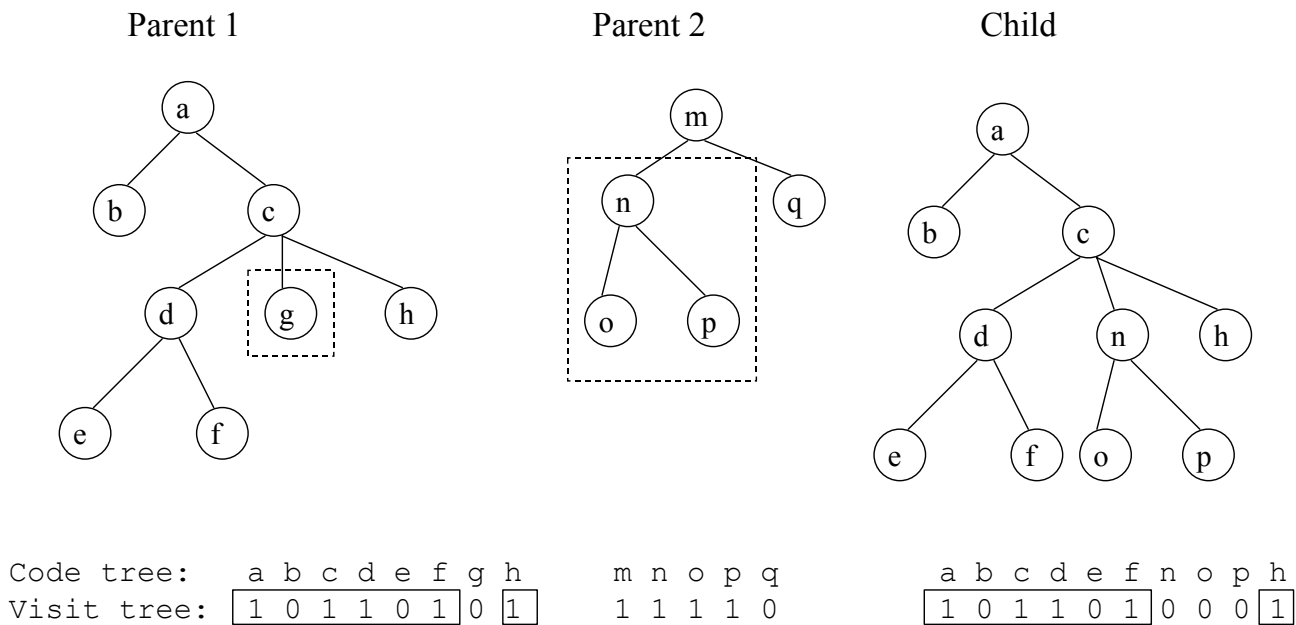 Parent 1 Parent 2 Child
a m a
b c n q b c
d g h o p d n h
e f e f o p
Code tree: a b c d e f g h m n o p q a b c d e f n o p h
Visit tree: 1 0 1 1 0 1 0 1 1 1 1 1 0 1 0 1 1 0 1 0 0 0 1